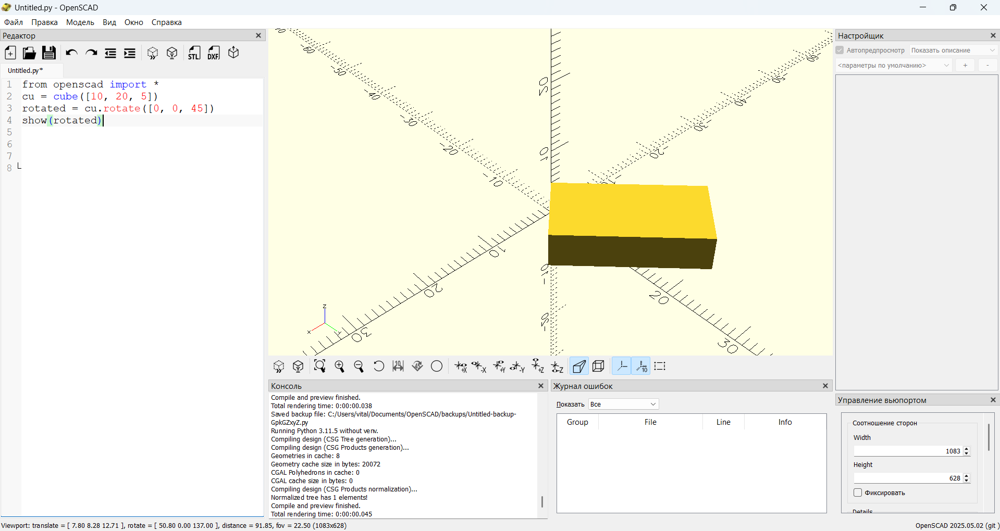 Untitled.py - OpenSCAD
Файл Правка Модель Вид Окно Справка
Редактор
STL DXF
Untitled.py*
1 from openscad import *
2 cu = cube([10, 20, 5])
3 rotated = cu.rotate([0, 0, 45])
4 show(rotated)
5
6
7
8
-60
-50
-40
-30
-20
-10
20
10
-10
-20
10
20
30
20
30
-20
-30
-40
-50
-60
Z
X
Консоль
Compile and preview finished.
Total rendering time: 0:00:00.038
Saved backup file: C:/Users/vital/Documents/OpenSCAD/backups/Untitled-backup-
GpkGZxyZ.py
Running Python 3.11.5 without venv.
Compiling design (CSG Tree generation)...
Compiling design (CSG Products generation)...
Geometries in cache: 8
Geometry cache size in bytes: 20072
CGAL Polyhedrons in cache: 0
CGAL cache size in bytes: 0
Compiling design (CSG Products normalization)...
Normalized tree has 1 elements!
Compile and preview finished.
Total rendering time: 0:00:00.045
Журнал ошибок
Показать Все
Group File Line Info
Настройщик
Автопредпросмотр Показать описание
<параметры по умолчанию> + -
Управление вьюпортом
Соотношение сторон
Width
1083
Height
628
Фиксировать
Details
Viewport: translate = [ 7.80 8.28 12.71 ], rotate = [ 50.80 0.00 137.00 ], distance = 91.85, fov = 22.50 (1083x628)
OpenSCAD 2025.05.02 (git )